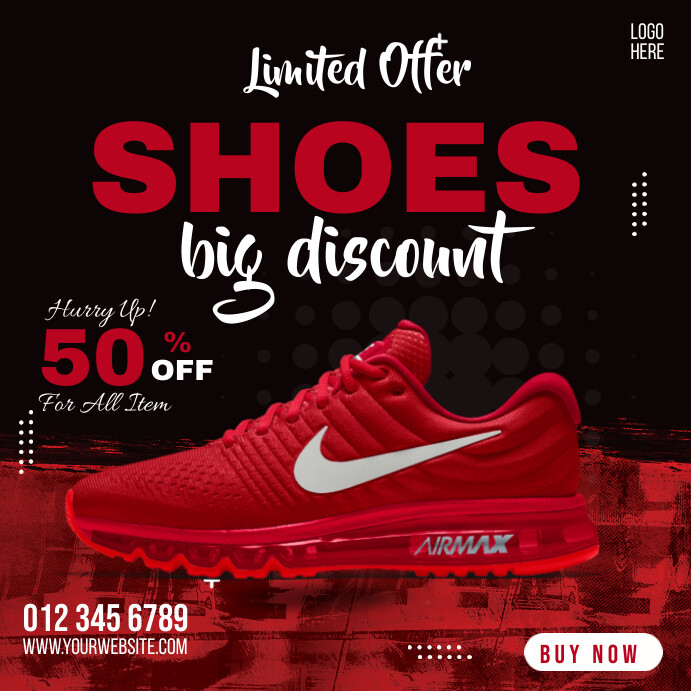 LOGO
HERE
Limited Offer
SHOES
big discount
Hurry Up!
50 %
OFF
For All Item
AIRMAX
012 345 6789
WWW.YOURWEBSITE.COM
BUY NOW